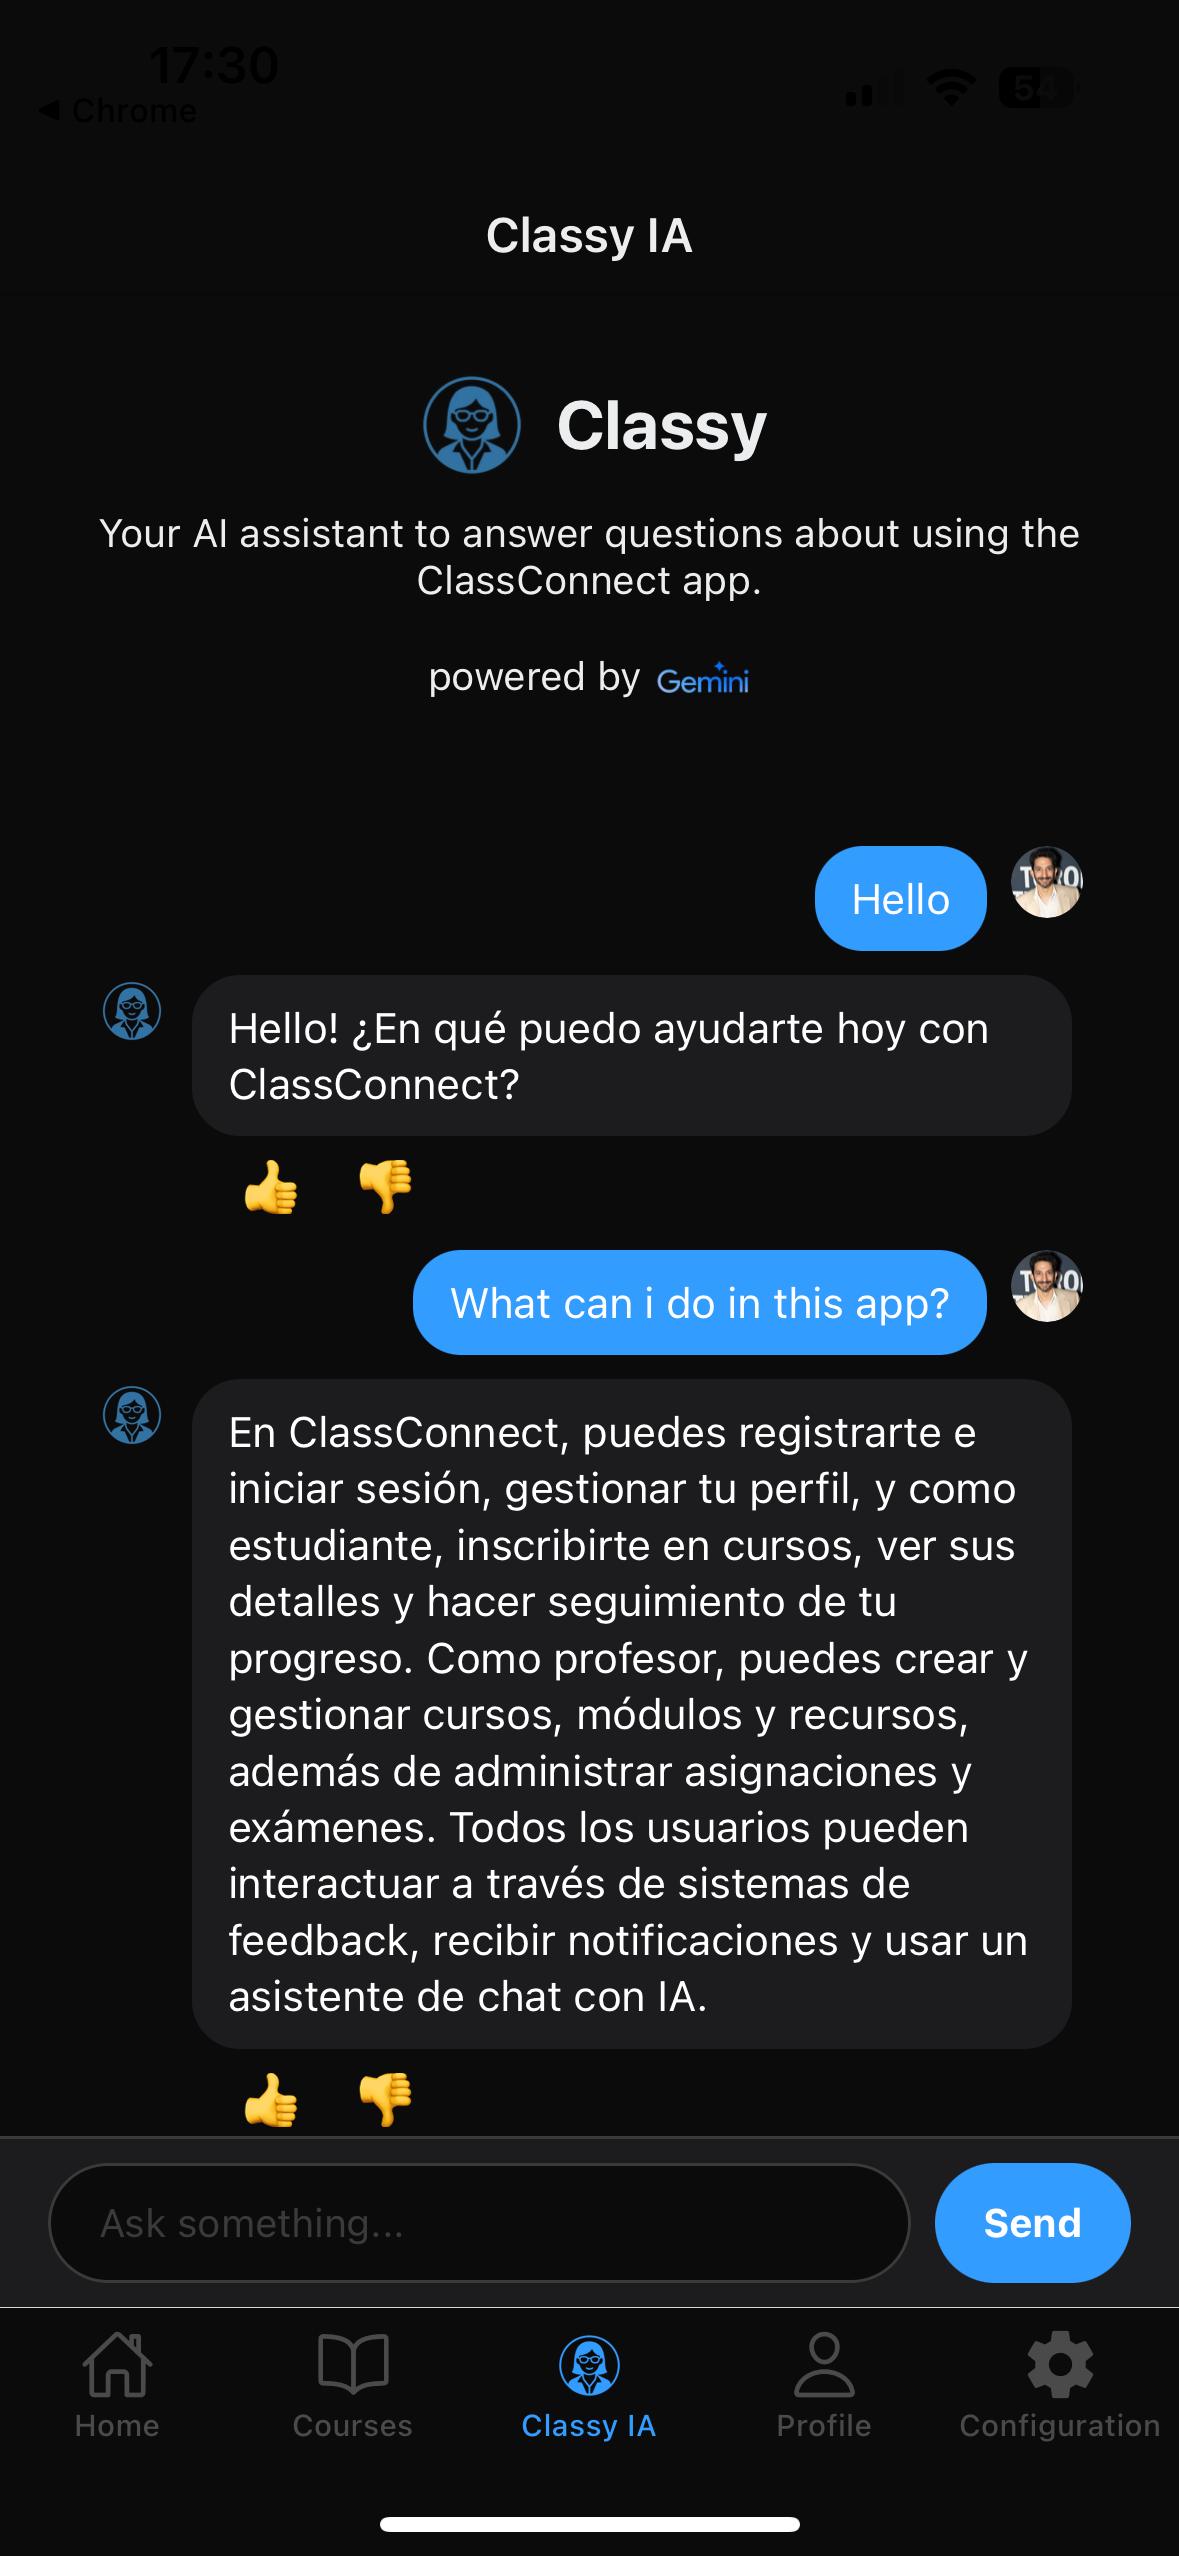 17:30
◀ Chrome
54
Classy IA
Classy
Your AI assistant to answer questions about using the
ClassConnect app.
powered by Gemini
Hello
Hello! ¿En qué puedo ayudarte hoy con
ClassConnect?
What can i do in this app?
En ClassConnect, puedes registrarte e
iniciar sesión, gestionar tu perfil, y como
estudiante, inscribirte en cursos, ver sus
detalles y hacer seguimiento de tu
progreso. Como profesor, puedes crear y
gestionar cursos, módulos y recursos,
además de administrar asignaciones y
exámenes. Todos los usuarios pueden
interactuar a través de sistemas de
feedback, recibir notificaciones y usar un
asistente de chat con IA.
Ask something...
Send
Home
Courses
Classy IA
Profile
Configuration